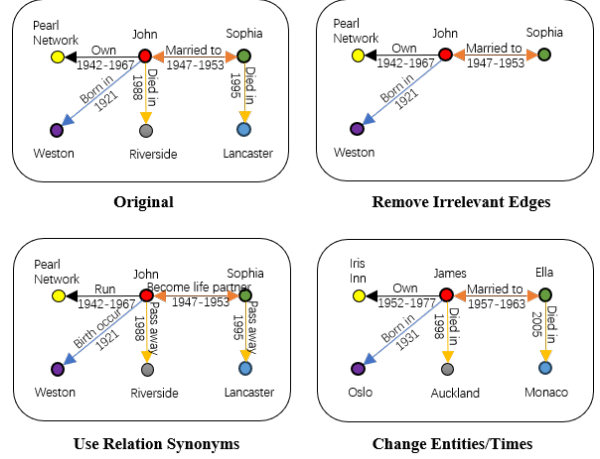 Pearl
Network
John
Sophia
Own
1942-1967
Married to
1947-1953
Born in
1921
Died in
1988
Died in
1995
Weston
Riverside
Lancaster
Original
Pearl
Network
John
Sophia
Own
1942-1967
Married to
1947-1953
Born in
1921
Weston
Remove Irrelevant Edges
Pearl
Network
John
Sophia
Run
1942-1967
Become life partner
1947-1953
Birth occur
1921
Pass away
1988
Pass away
1995
Weston
Riverside
Lancaster
Use Relation Synonyms
Iris
Inn
James
Ella
Own
1952-1977
Married to
1957-1963
Born in
1931
Died in
1998
Died in
2005
Oslo
Auckland
Monaco
Change Entities/Times